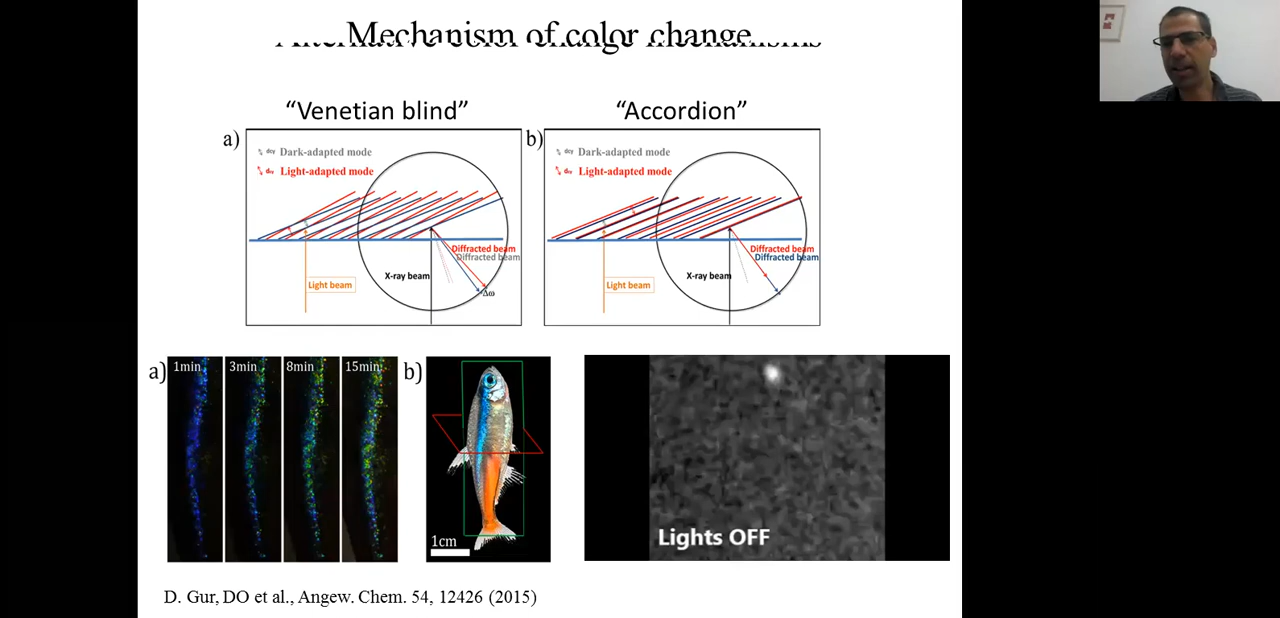 Mechanism of color change
“Venetian blind”
“Accordion”
a)
Dark-adapted mode
Light-adapted mode
Diffracted beam
Diffracted beam
X-ray beam
Light beam
Δω
b)
Dark-adapted mode
Light-adapted mode
Diffracted beam
Diffracted beam
X-ray beam
Light beam
a)
1min
3min
8min
15min
b)
1cm
Lights OFF
D. Gur, DO et al., Angew. Chem. 54, 12426 (2015)